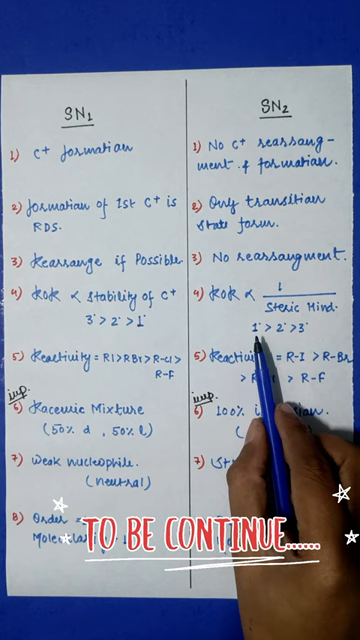 SN1
1) C+ formation
2) Formation of 1st C+ is
RDS.
3) Rearrange if Possible
4) ROR ∝ Stability of C+
3° > 2° > 1°
5) Reactivity = RI > RBr > R-Cl >
R-F
imp.
6) Racemic Mixture
(50% d, 50% l)
7) Weak nucleophile.
(neutral)
8) Order =
SN2
1) No C+ rearrang-
ment & formation.
2) Only transition
State form.
3) No rearrangment.
4) ROR ∝ 1
Steric Hind.
1° > 2° > 3°
5) = R-I > R-Br
> > R-F
imp.
6) 100%
7)
TO BE CONTINUE......